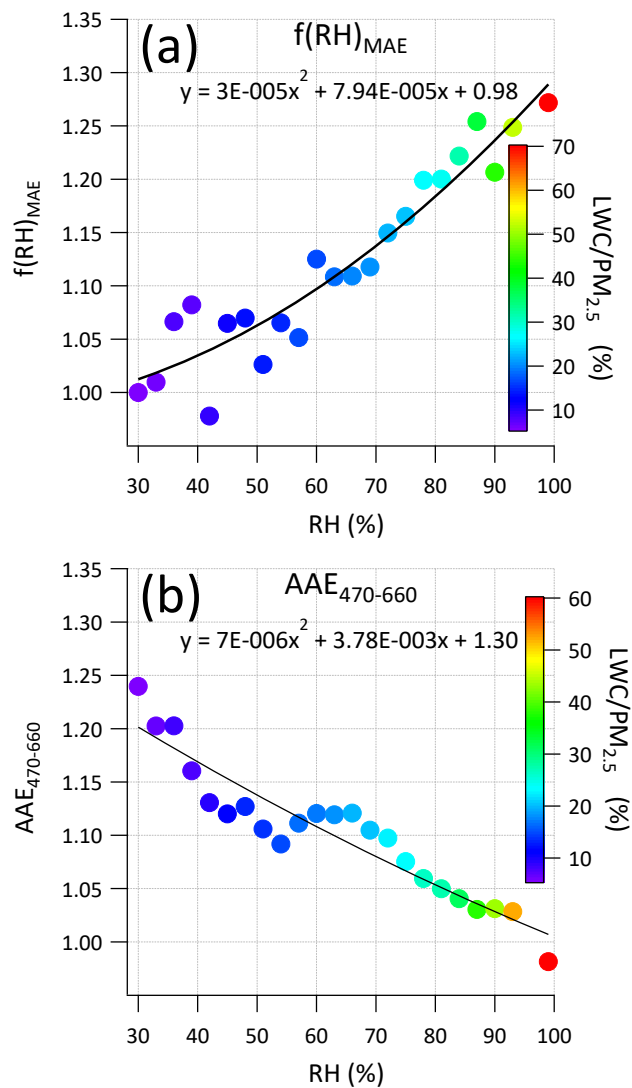 (a)
f(RH)MAE
y = 3E-005x2 + 7.94E-005x + 0.98
1.35
1.30
1.25
1.20
1.15
1.10
1.05
1.00
f(RH)MAE
70
60
50
40
30
20
10
LWC/PM2.5 (%)
30 40 50 60 70 80 90 100
RH (%)
(b)
AAE470-660
y = 7E-006x2 + 3.78E-003x + 1.30
1.35
1.30
1.25
1.20
1.15
1.10
1.05
1.00
AAE470-660
60
50
40
30
20
10
LWC/PM2.5 (%)
30 40 50 60 70 80 90 100
RH (%)